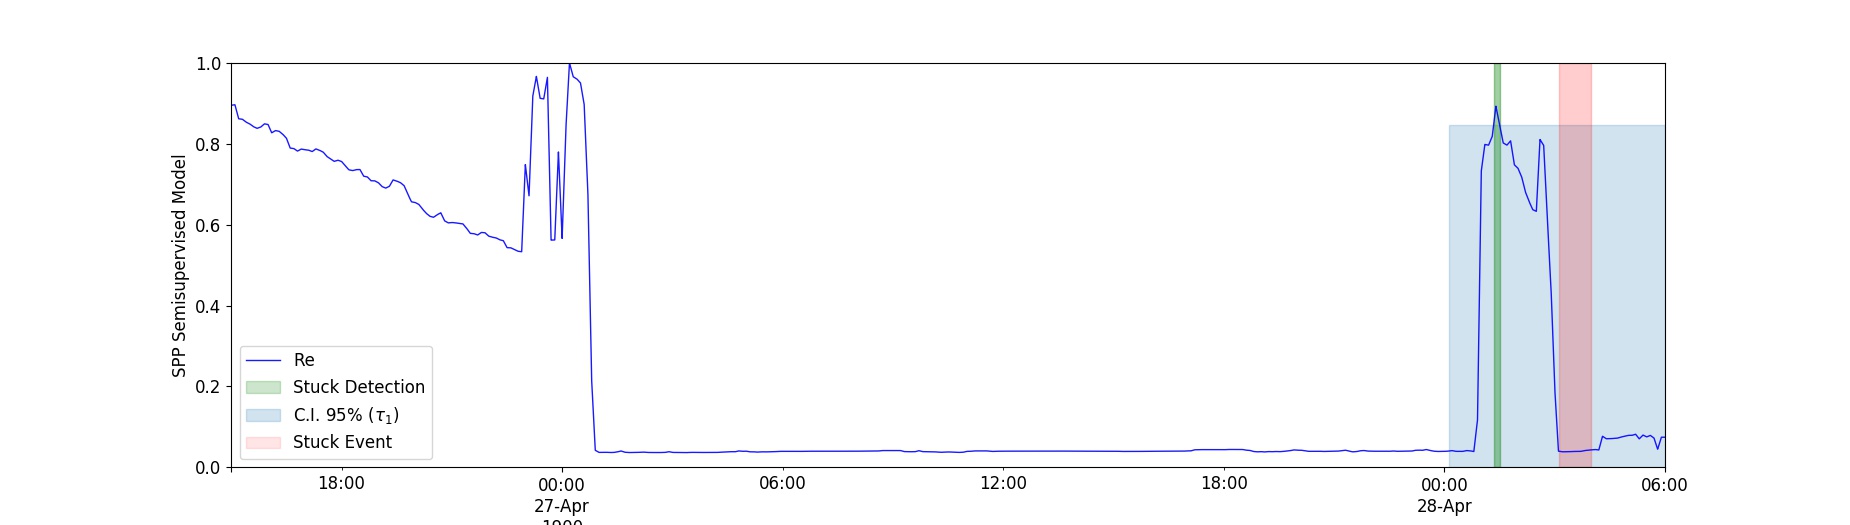 SPP Semisupervised Model
1.0
0.8
0.6
0.4
0.2
0.0
Re
Stuck Detection
C.I. 95% (τ₁)
Stuck Event
18:00
00:00
27-Apr
1900
06:00
12:00
18:00
00:00
28-Apr
06:00